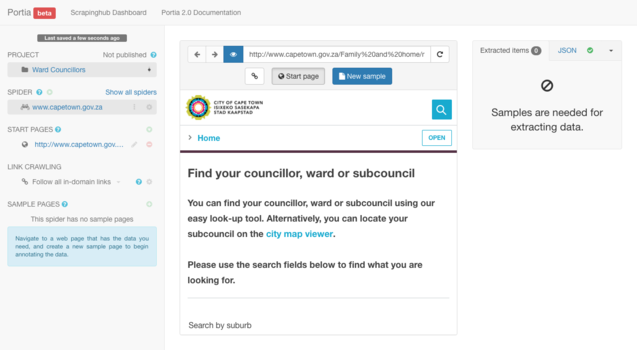 Portia beta Scrapinghub Dashboard Portia 2.0 Documentation
Last saved a few seconds ago
PROJECT Not published
Ward Councillors
SPIDER Show all spiders
www.capetown.gov.za
START PAGES
http://www.capetown.gov....
LINK CRAWLING
Follow all in-domain links
SAMPLE PAGES
This spider has no sample pages
Navigate to a web page that has the data you
need, and create a new sample page to begin
annotating the data.
http://www.capetown.gov.za/Family%20and%20home/
Start page New sample
CITY OF CAPE TOWN
ISIXEKO SASEKAPA
STAD KAAPSTAD
Home OPEN
Find your councillor, ward or subcouncil
You can find your councillor, ward or subcouncil using our
easy look-up tool. Alternatively, you can locate your
subcouncil on the city map viewer.
Please use the search fields below to find what you are
looking for.
Search by suburb
Extracted items 0 JSON
Samples are needed for
extracting data.